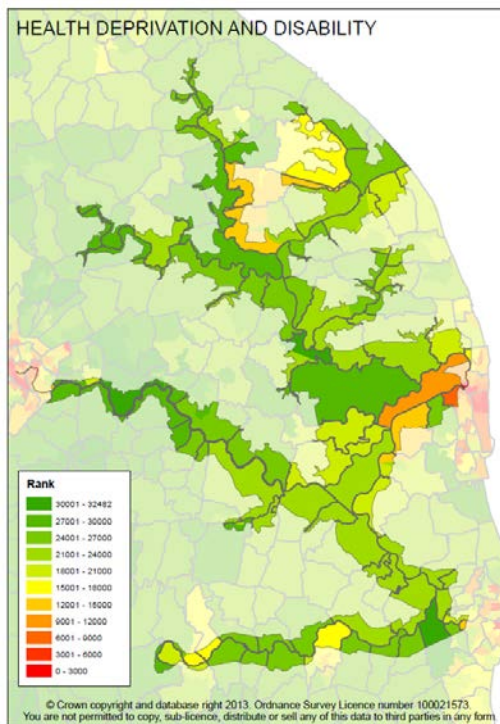 HEALTH DEPRIVATION AND DISABILITY
Rank
30001 - 32482
27001 - 30000
24001 - 27000
21001 - 24000
18001 - 21000
15001 - 18000
12001 - 15000
9001 - 12000
6001 - 9000
3001 - 6000
0 - 3000
© Crown copyright and database right 2013. Ordnance Survey Licence number 100021573.
You are not permitted to copy, sub-licence, distribute or sell any of this data to third parties in any form